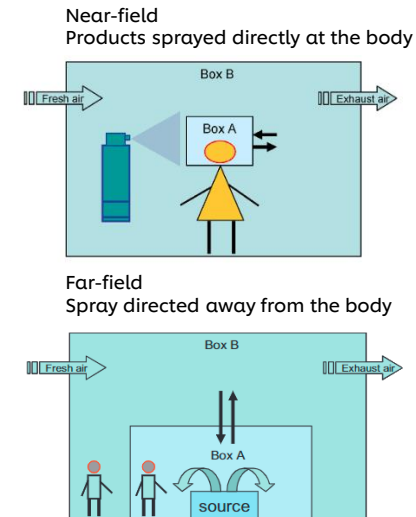 Near-field
Products sprayed directly at the body
Box B
Fresh air
Exhaust air
Box A
Far-field
Spray directed away from the body
Box B
Fresh air
Exhaust air
Box A
source